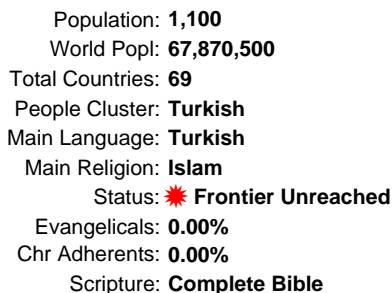 Population: 1,100
World Popl: 67,870,500
Total Countries: 69
People Cluster: Turkish
Main Language: Turkish
Main Religion: Islam
Status: Frontier Unreached
Evangelicals: 0.00%
Chr Adherents: 0.00%
Scripture: Complete Bible